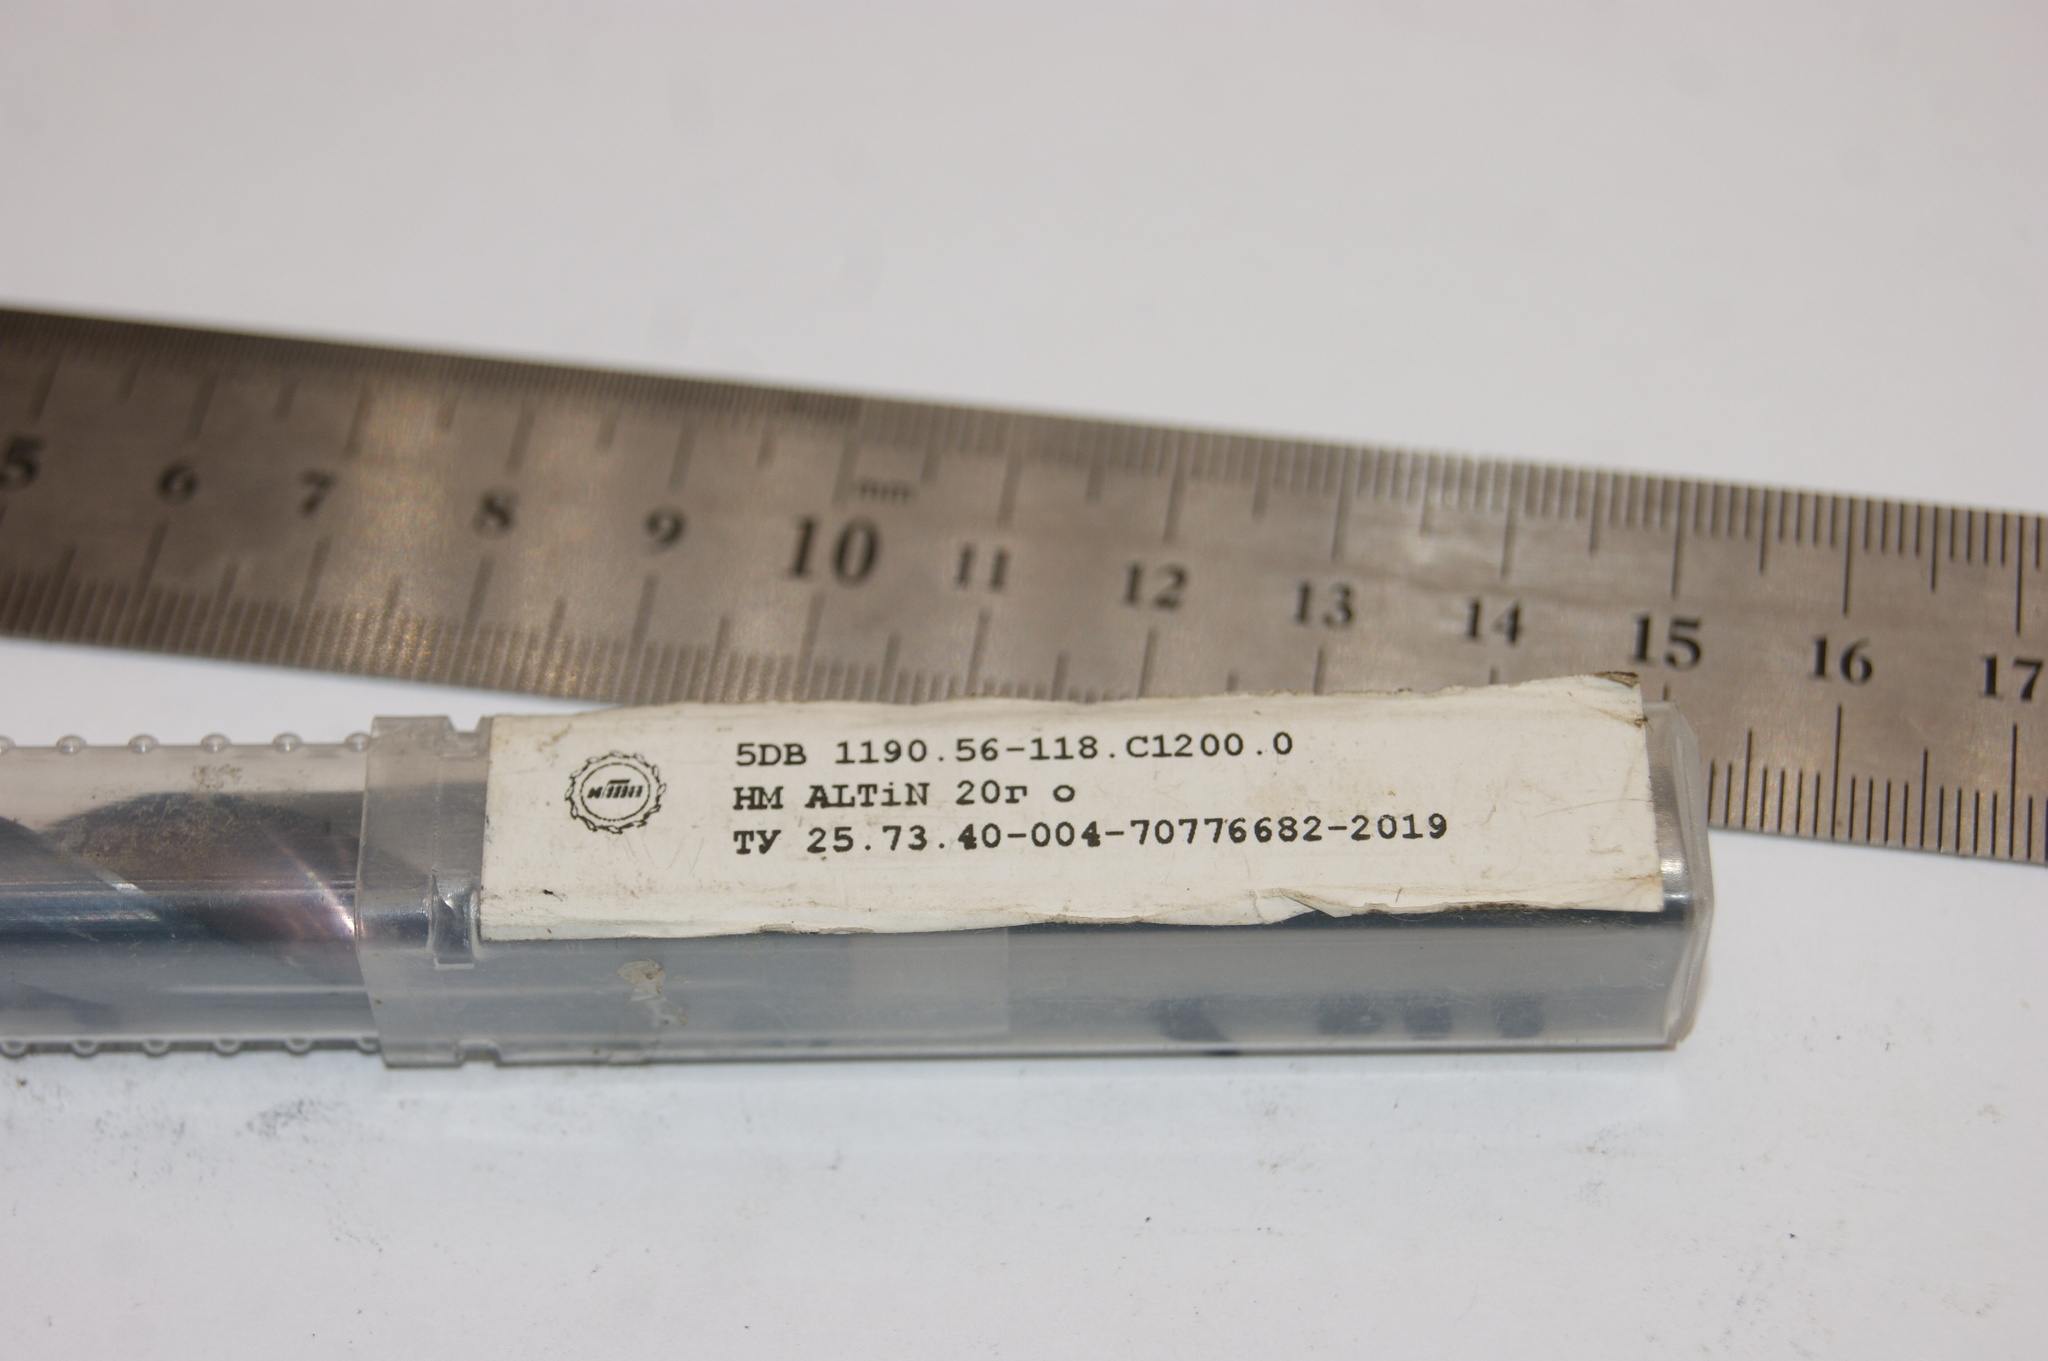 5 6 7 8 9 10 11 12 13 14 15 16 17
mm
5DB 1190.56-118.C1200.0
HM ALTiN 20г о
ТУ 25.73.40-004-70776682-2019